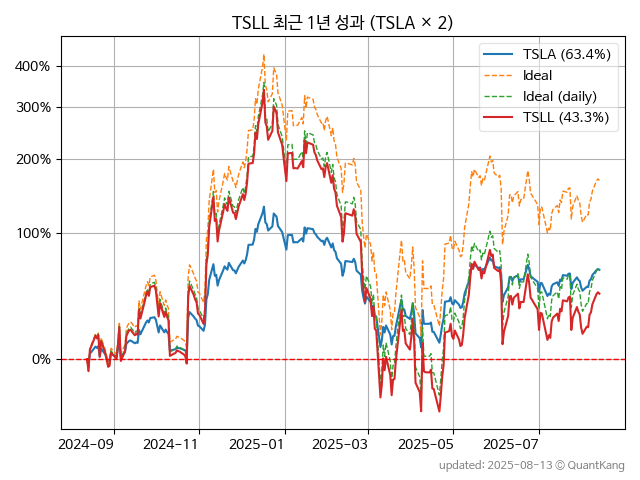 TSLL 최근 1년 성과 (TSLA × 2)
TSLA (63.4%)
Ideal
Ideal (daily)
TSLL (43.3%)
400%
300%
200%
100%
0%
2024-09 2024-11 2025-01 2025-03 2025-05 2025-07
updated: 2025-08-13 © QuantKang